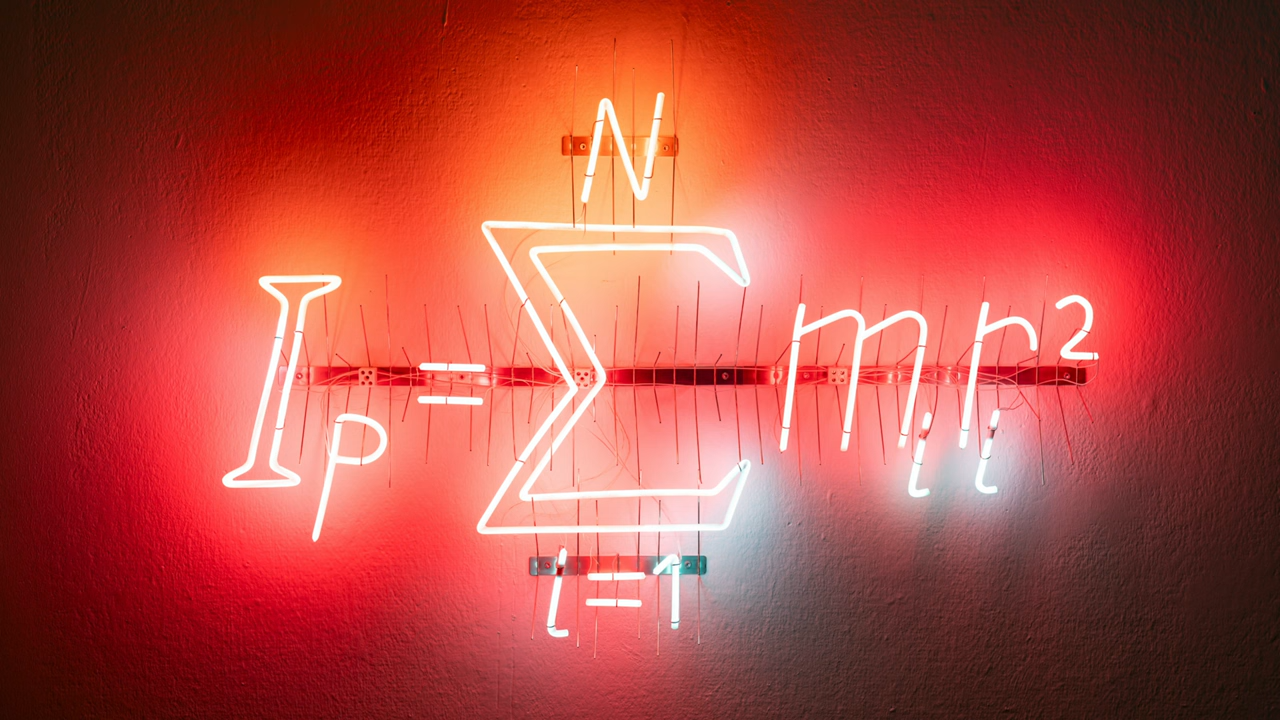 N
I_p = Σ m_i r_i²
i=1